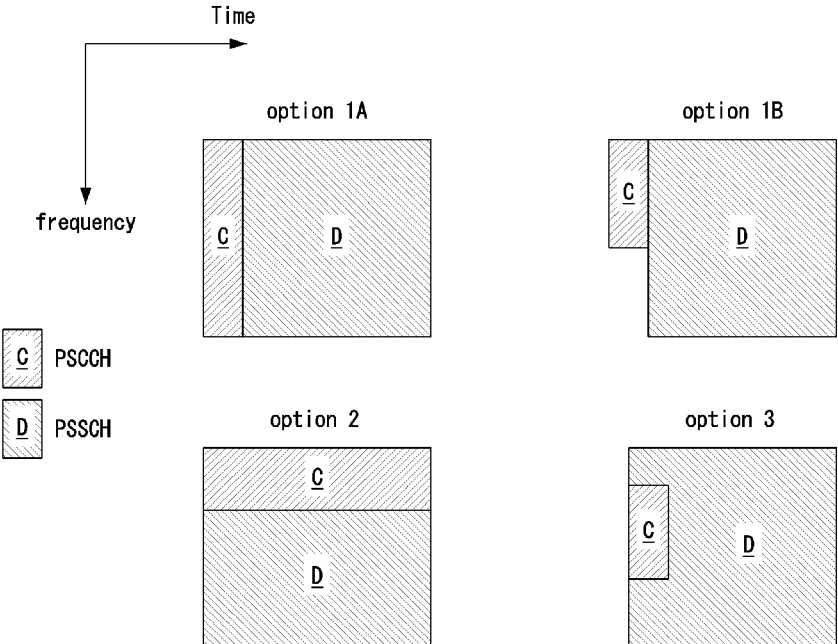 Time
option 1A
option 1B
frequency
C
D
C
D
C PSCCH
D PSSCH
option 2
option 3
C
D
C
D